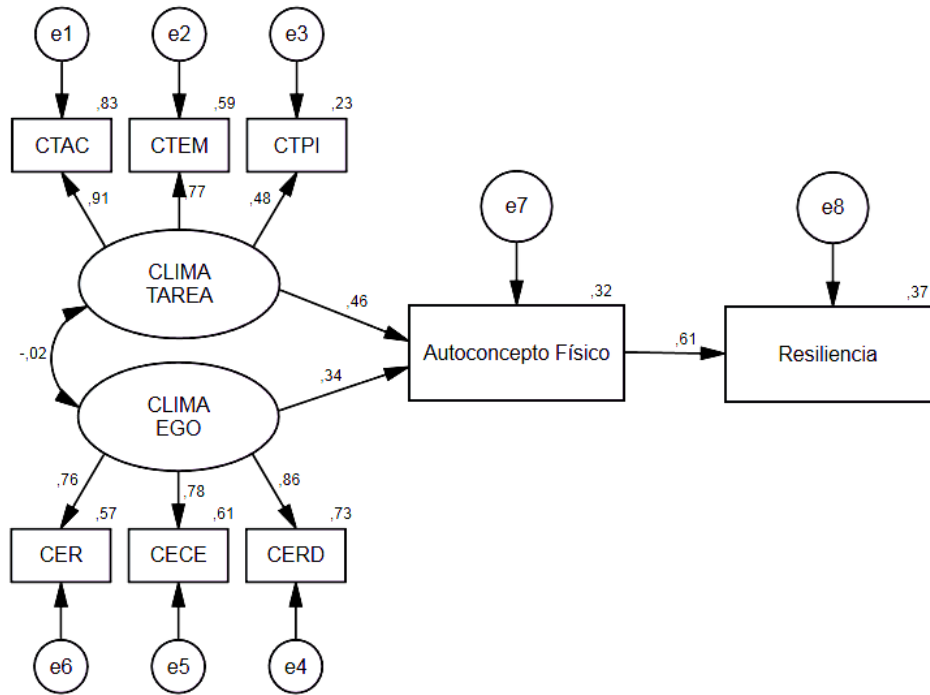 e1
e2
e3
,83
,59
,23
CTAC
CTEM
CTPI
,91
,77
,48
e7
e8
CLIMA
TAREA
,46
,32
,37
Autoconcepto Físico
,61
Resiliencia
-,02
,34
CLIMA
EGO
,76
,78
,86
,57
,61
,73
CER
CECE
CERD
e6
e5
e4